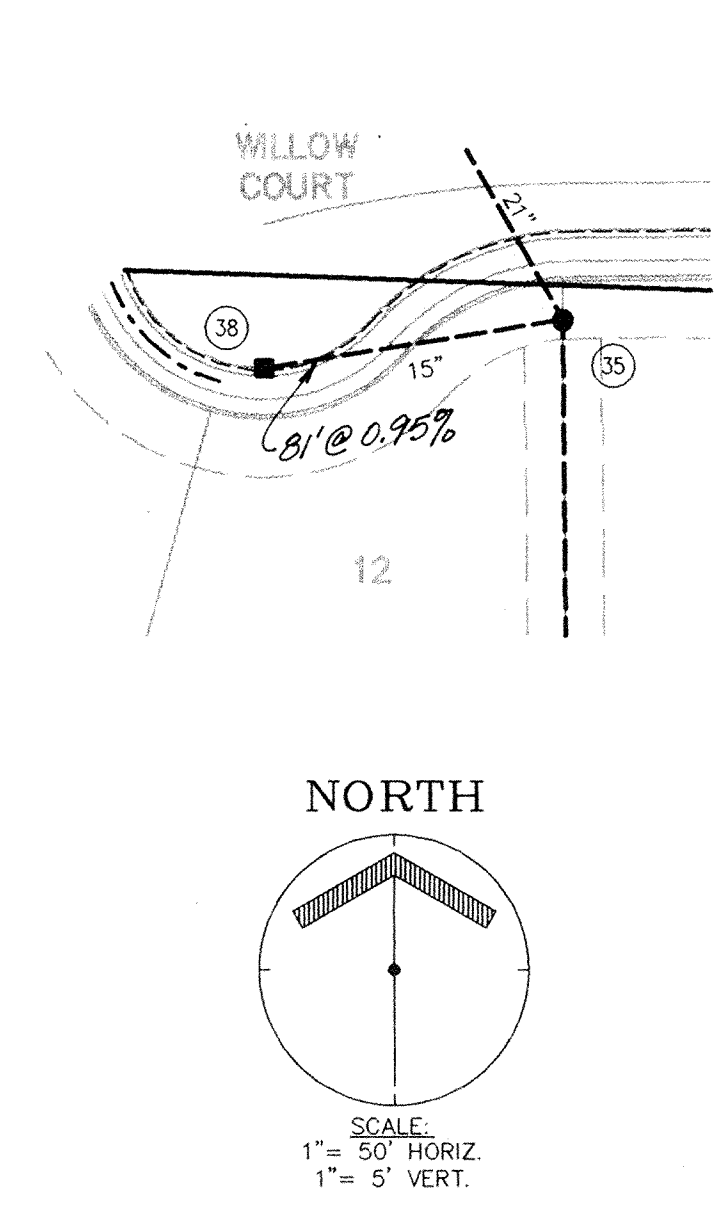 WILLOW
COURT
21"
38
15"
35
81' @ 0.95%
12
NORTH
SCALE:
1"= 50' HORIZ.
1"= 5' VERT.